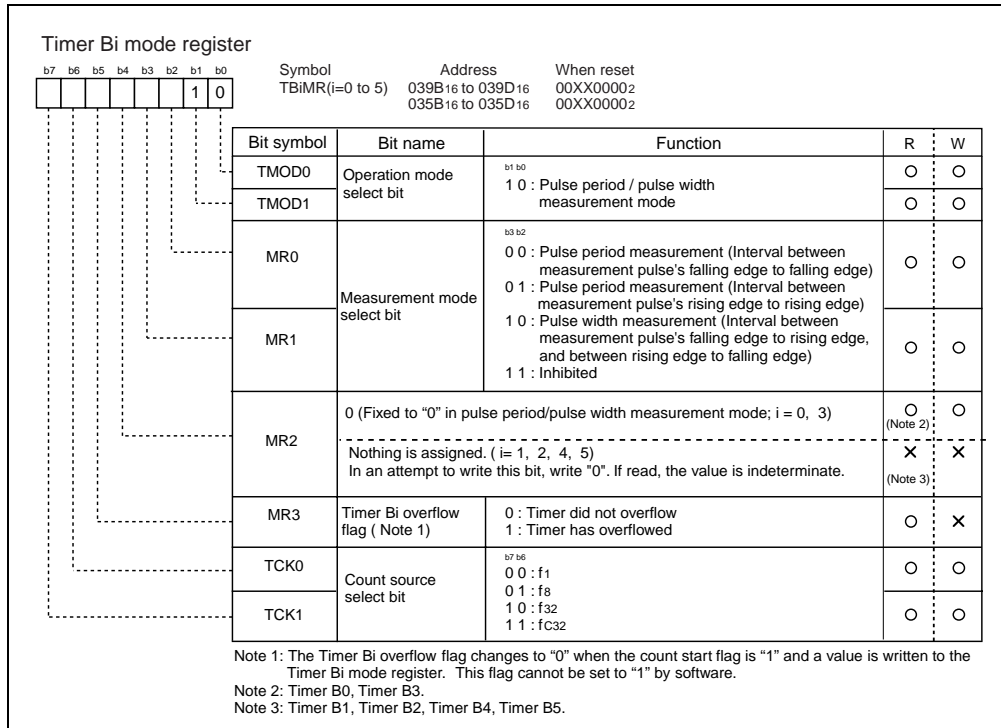 Timer Bi mode register
b7 b6 b5 b4 b3 b2 b1 b0
1 0
Symbol Address When reset
TBiMR(i=0 to 5) 039B16 to 039D16 00XX00002
035B16 to 035D16 00XX00002
Bit symbol Bit name Function R W
TMOD0 Operation mode select bit
TMOD1
b1 b0
1 0 : Pulse period / pulse width
measurement mode
MR0
MR1
Measurement mode
select bit
b3 b2
0 0 : Pulse period measurement (Interval between
measurement pulse's falling edge to falling edge)
0 1 : Pulse period measurement (Interval between
measurement pulse's rising edge to rising edge)
1 0 : Pulse width measurement (Interval between
measurement pulse's falling edge to rising edge,
and between rising edge to falling edge)
1 1 : Inhibited
MR2
0 (Fixed to “0” in pulse period/pulse width measurement mode; i = 0, 3)
(Note 2)
Nothing is assigned. ( i= 1, 2, 4, 5)
In an attempt to write this bit, write "0". If read, the value is indeterminate.
(Note 3)
MR3
Timer Bi overflow
flag ( Note 1)
0 : Timer did not overflow
1 : Timer has overflowed
TCK0
TCK1
Count source
select bit
b7 b6
0 0 : f1
0 1 : f8
1 0 : f32
1 1 : fC32
Note 1: The Timer Bi overflow flag changes to “0” when the count start flag is “1” and a value is written to the
Timer Bi mode register. This flag cannot be set to “1” by software.
Note 2: Timer B0, Timer B3.
Note 3: Timer B1, Timer B2, Timer B4, Timer B5.